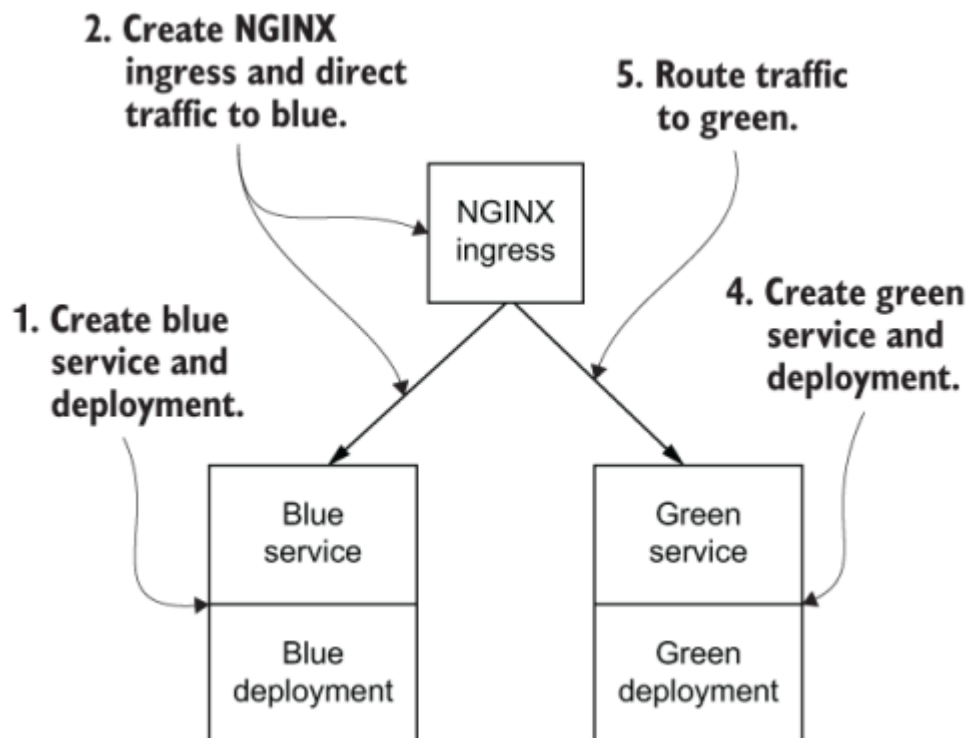 2. Create NGINX
ingress and direct
traffic to blue.
5. Route traffic
to green.
NGINX
ingress
1. Create blue
service and
deployment.
4. Create green
service and
deployment.
Blue
service
Green
service
Blue
deployment
Green
deployment